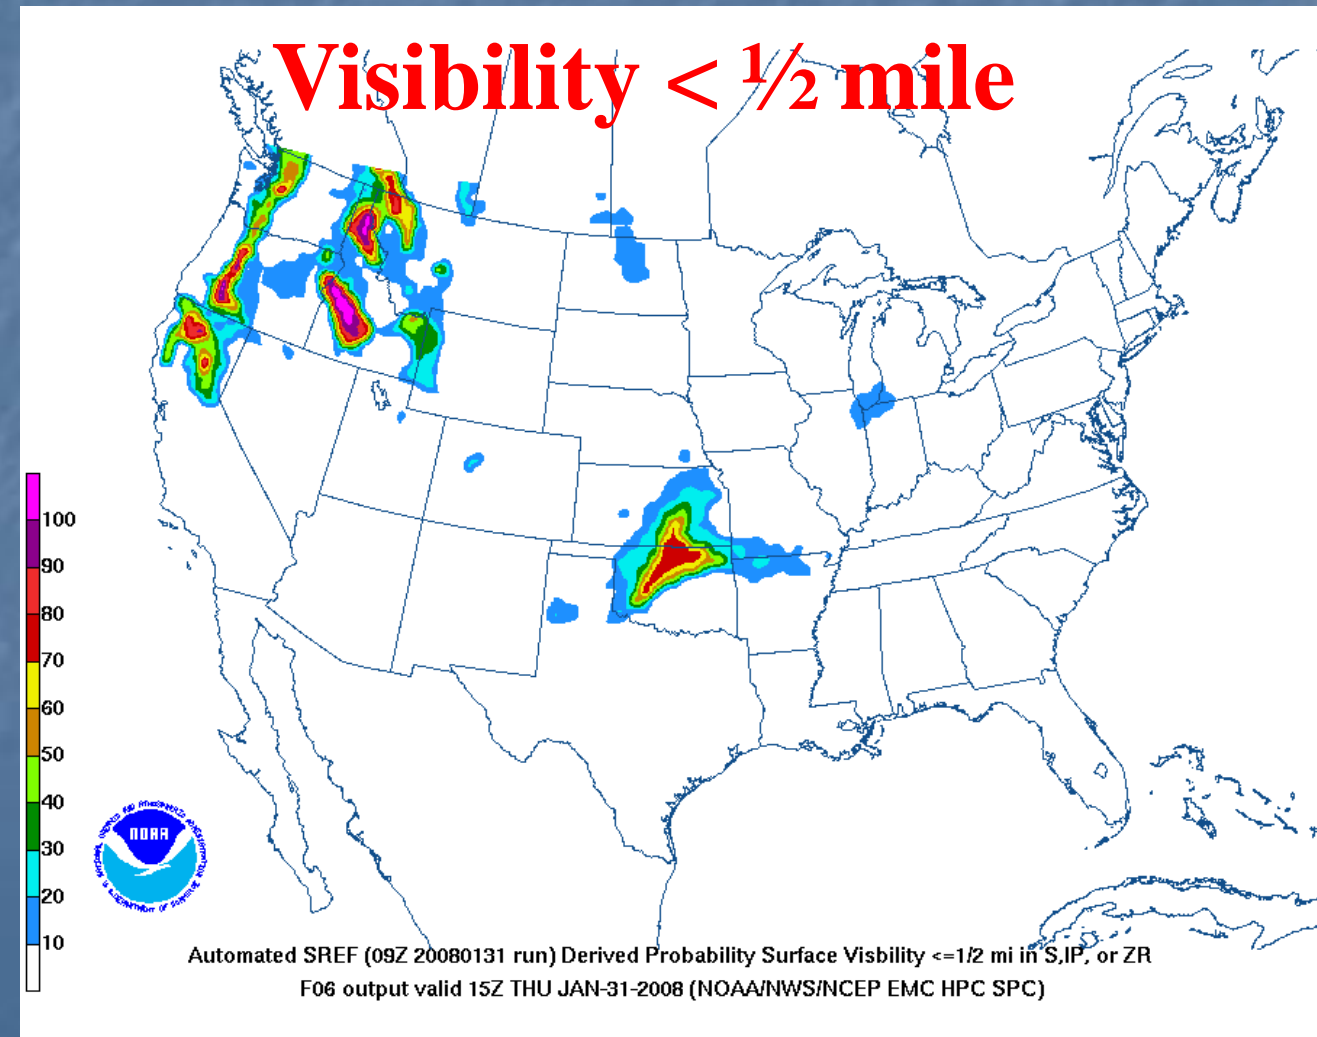 Visibility < ½ mile
100
90
80
70
60
50
40
30
20
10
NOAA
Automated SREF (09Z 20080131 run) Derived Probability Surface Visbility <=1/2 mi in S,IP, or ZR
F06 output valid 15Z THU JAN-31-2008 (NOAA/NWS/NCEP EMC HPC SPC)